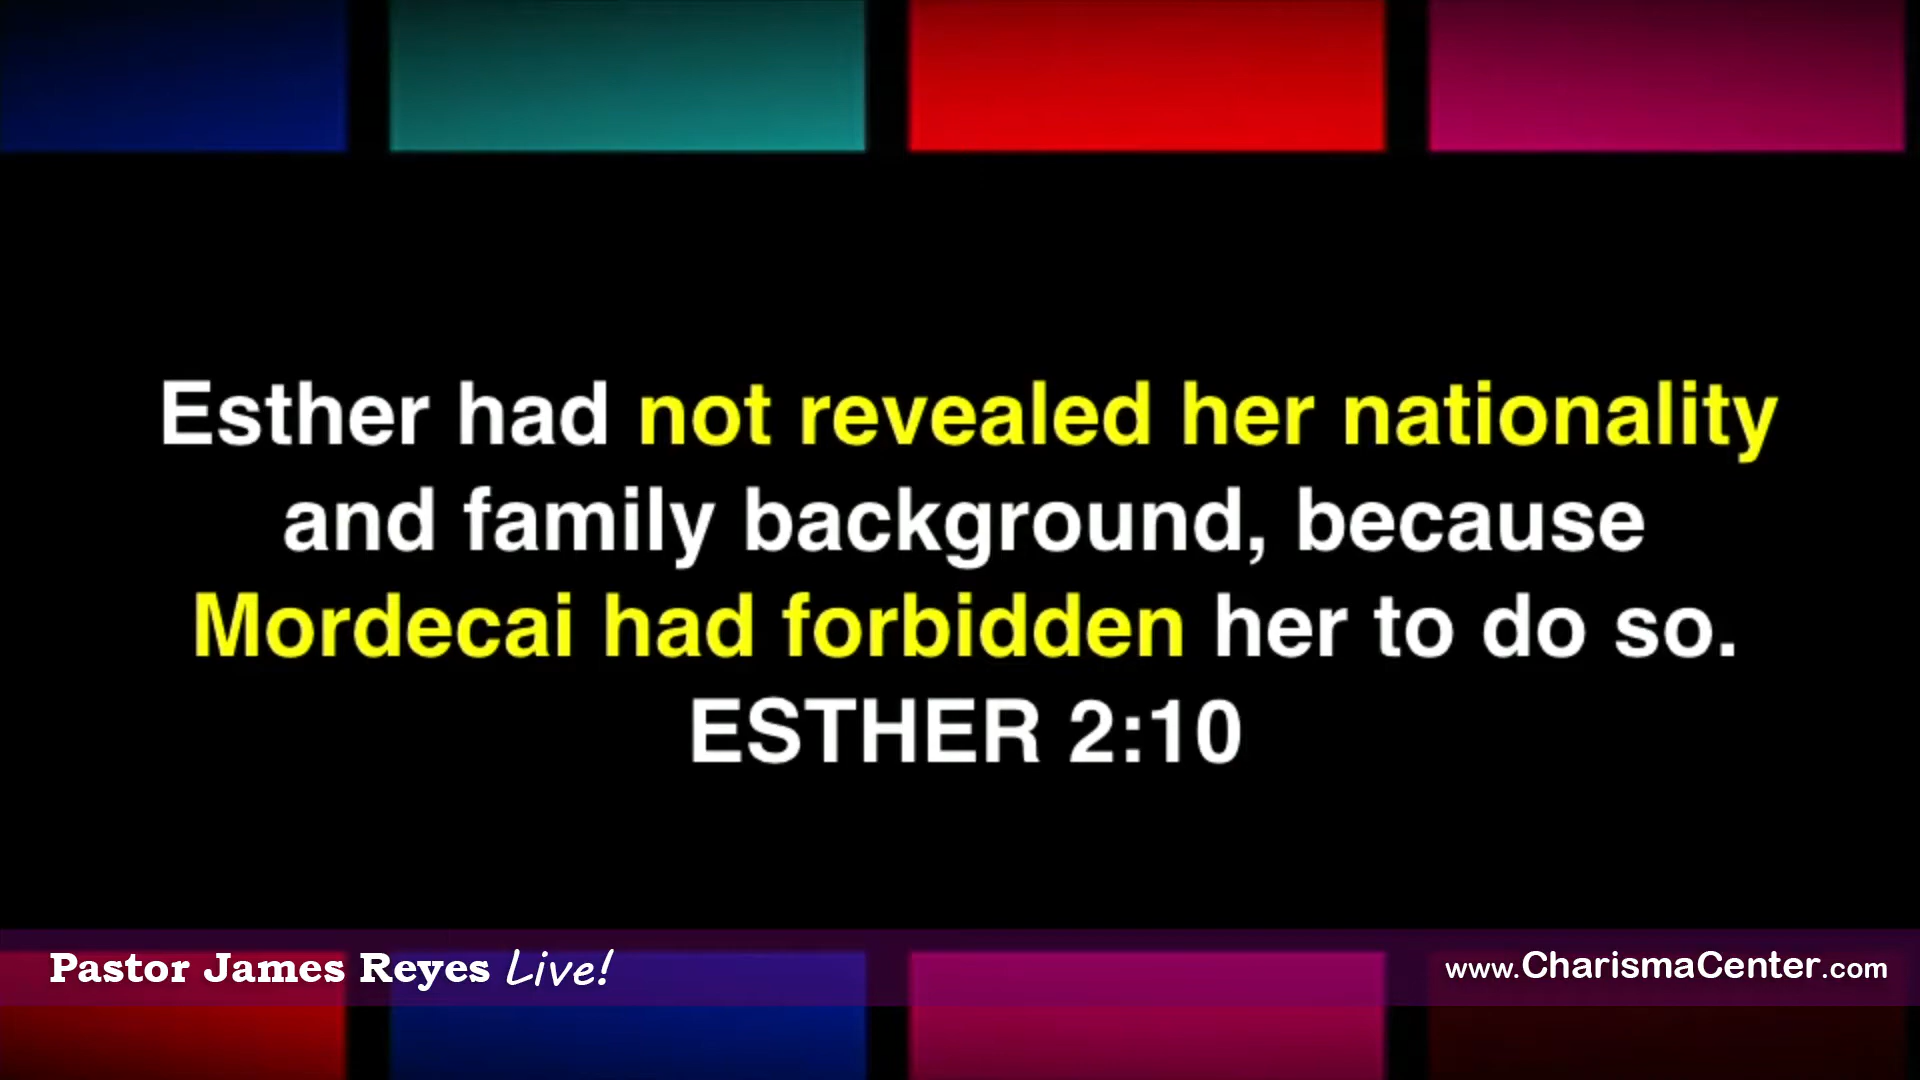 Esther had not revealed her nationality
and family background, because
Mordecai had forbidden her to do so.
ESTHER 2:10
Pastor James Reyes Live!
www.CharismaCenter.com